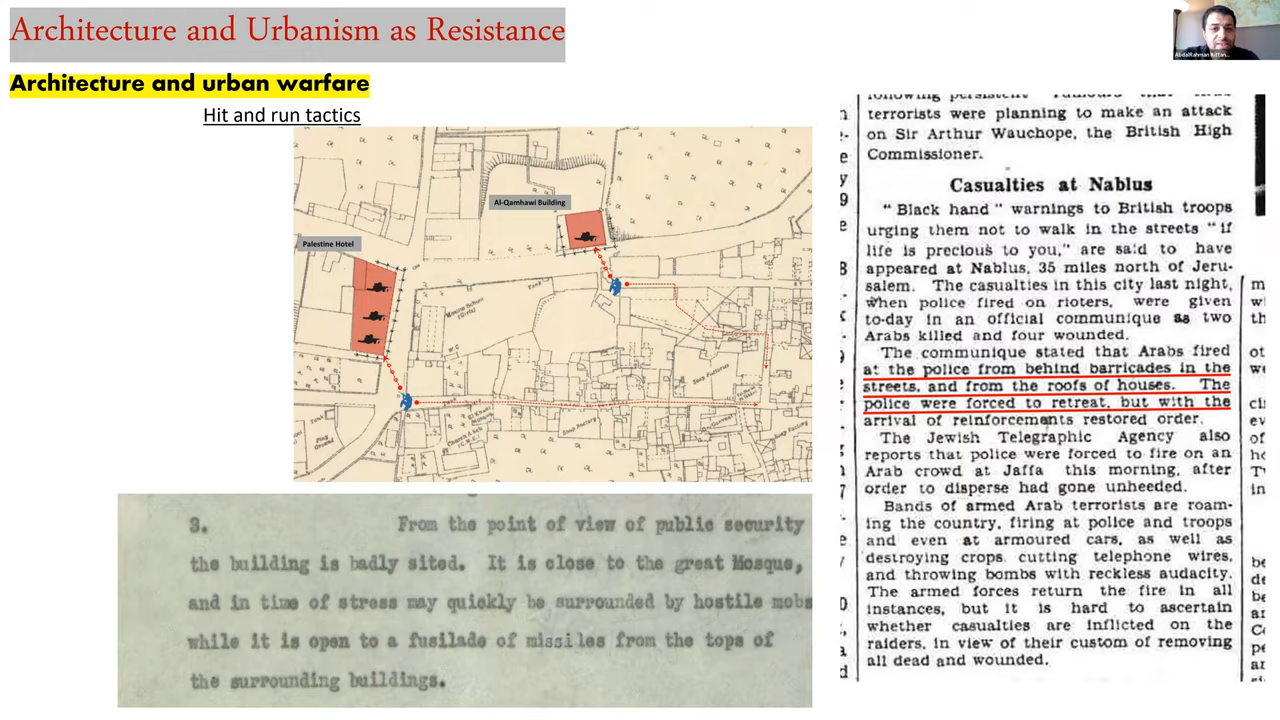 Architecture and Urbanism as Resistance
Architecture and urban warfare
Hit and run tactics
Al-Qamhawi Building
Palestine Hotel
Tank
Soap Factories
Soap Factory
Soap Factory
3. From the point of view of public security
the building is badly sited. It is close to the great Mosque,
and in time of stress may quickly be surrounded by hostile mobs
while it is open to a fusilade of missiles from the tops of
the surrounding buildings.
following persistent
terrorists were planning to make an attack
on Sir Arthur Wauchope, the British High
Commissioner.
Casualties at Nablus
"Black hand" warnings to British troops
urging them not to walk in the streets "if
life is precious to you," are said to have
appeared at Nablus, 35 miles north of Jeru-
salem. The casualties in this city last night,
when police fired on rioters, were given
to-day in an official communique as two
Arabs killed and four wounded.
The communique stated that Arabs fired
at the police from behind barricades in the
streets, and from the roofs of houses. The
police were forced to retreat, but with the
arrival of reinforcements restored order.
The Jewish Telegraphic Agency also
reports that police were forced to fire on an
Arab crowd at Jaffa this morning, after
order to disperse had gone unheeded.
Bands of armed Arab terrorists are roam-
ing the country, firing at police and troops
and even at armoured cars, as well as
destroying crops, cutting telephone wires,
and throwing bombs with reckless audacity.
The armed forces return the fire in all
instances, but it is hard to ascertain
whether casualties are inflicted on the
raiders, in view of their custom of removing
all dead and wounded.